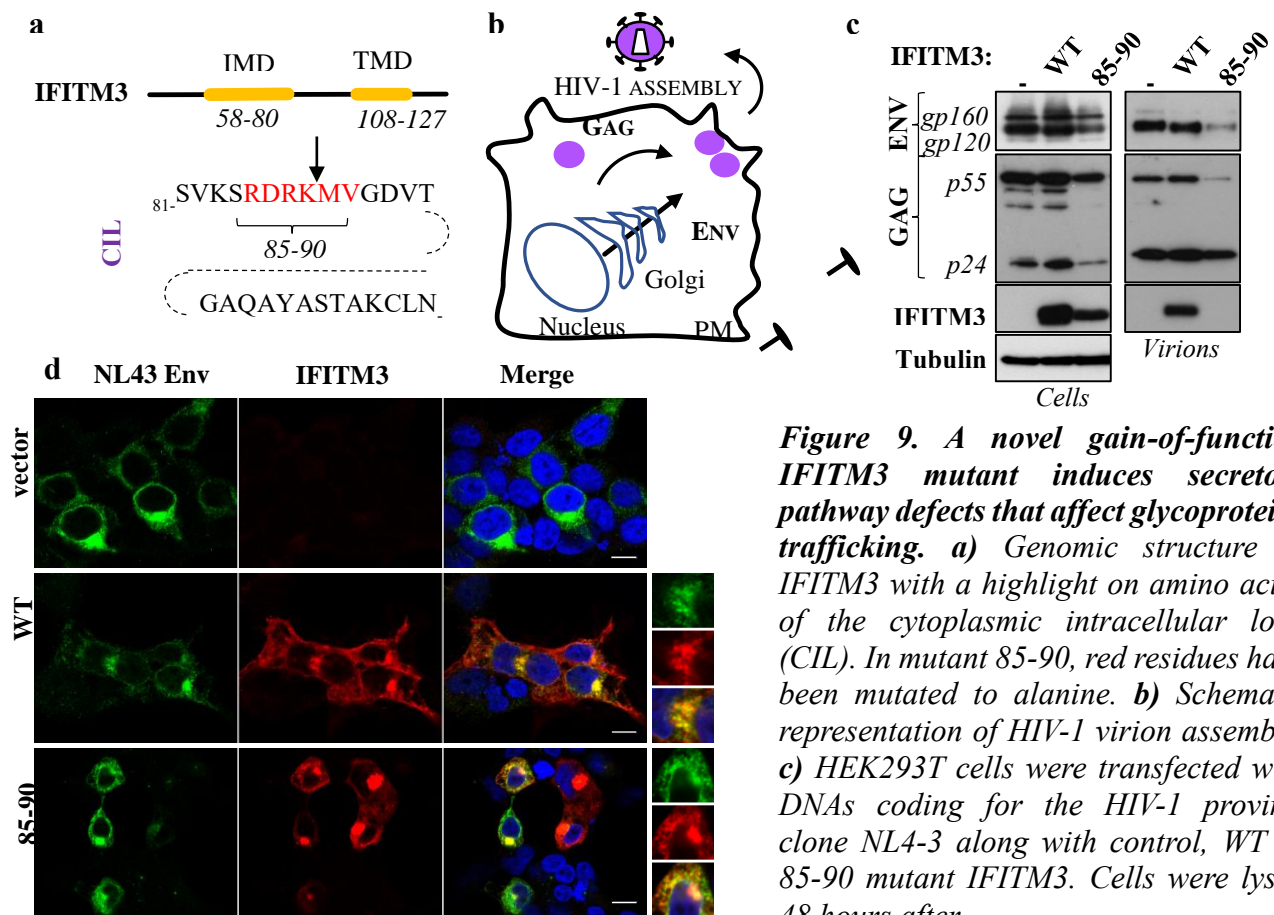 a
IMD
TMD
IFITM3
58-80
108-127
81-SVKSRDRKMVGDVT
85-90
CIL
GAQAYASTAKCLN
b
HIV-1 ASSEMBLY
GAG
ENV
Golgi
Nucleus
PM
c
IFITM3:
- WT 85-90
- WT 85-90
ENV
gp160
gp120
GAG
p55
p24
IFITM3
Tubulin
Cells
Virions
d
NL43 Env
IFITM3
Merge
vector
WT
85-90
Figure 9. A novel gain-of-functi
IFITM3 mutant induces secreto
pathway defects that affect glycoprotei
trafficking. a) Genomic structure
IFITM3 with a highlight on amino aci
of the cytoplasmic intracellular lo
(CIL). In mutant 85-90, red residues ha
been mutated to alanine. b) Schema
representation of HIV-1 virion assemb
c) HEK293T cells were transfected w
DNAs coding for the HIV-1 provir
clone NL4-3 along with control, WT
85-90 mutant IFITM3. Cells were lys
48 hours after